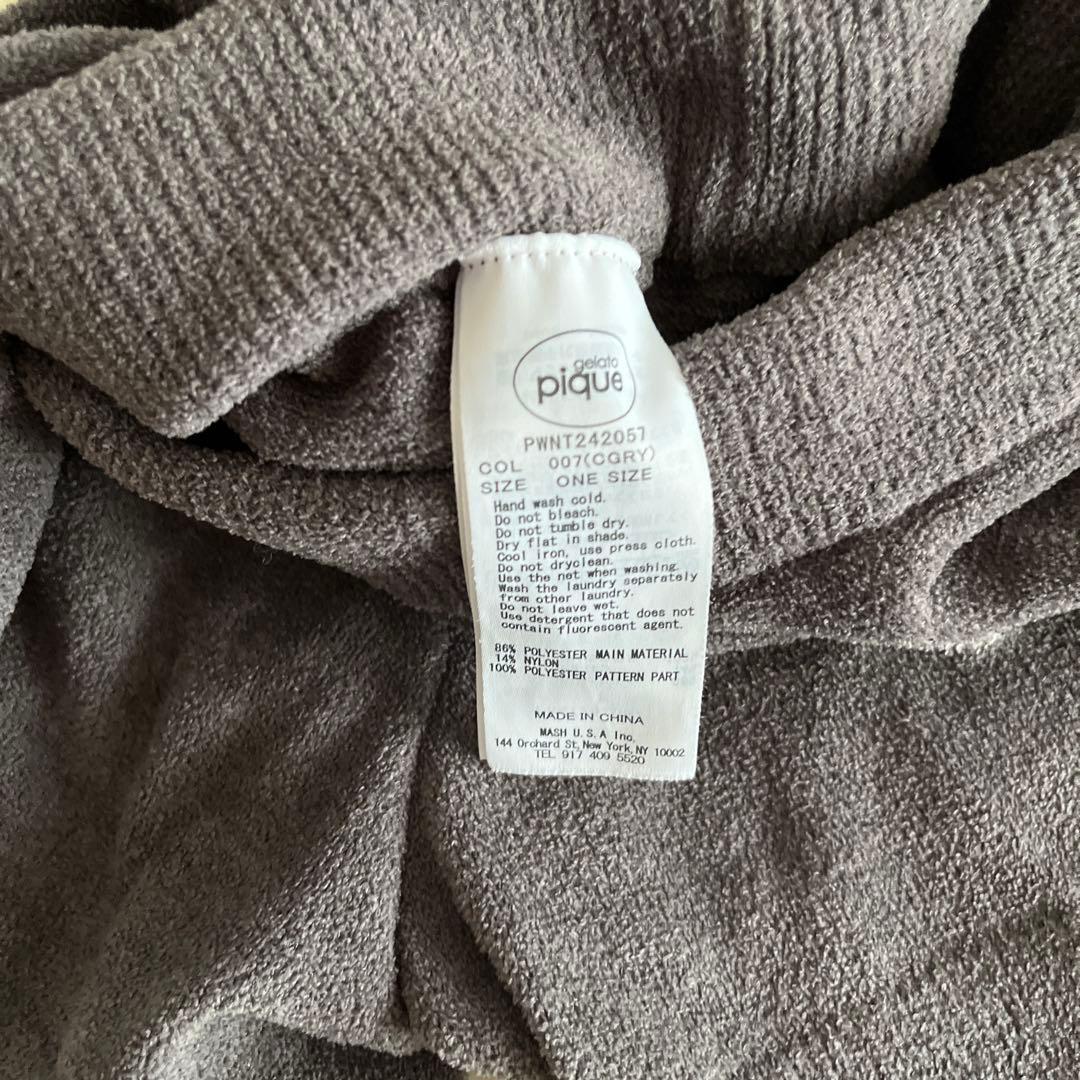 gelato
pique
PWNT242057
COL 007(CGRY)
SIZE ONE SIZE
Hand wash cold.
Do not bleach.
Do not tumble dry.
Dry flat in shade.
Cool iron, use press cloth.
Do not dryclean.
Use the net when washing.
Wash the laundry separately
from other laundry.
Do not leave wet.
Use detergent that does not
contain fluorescent agent.
86% POLYESTER MAIN MATERIAL
14% NYLON
100% POLYESTER PATTERN PART
MADE IN CHINA
MASH U.S.A Inc.
144 Orchard St, New York, NY 10002
TEL 917 409 5520